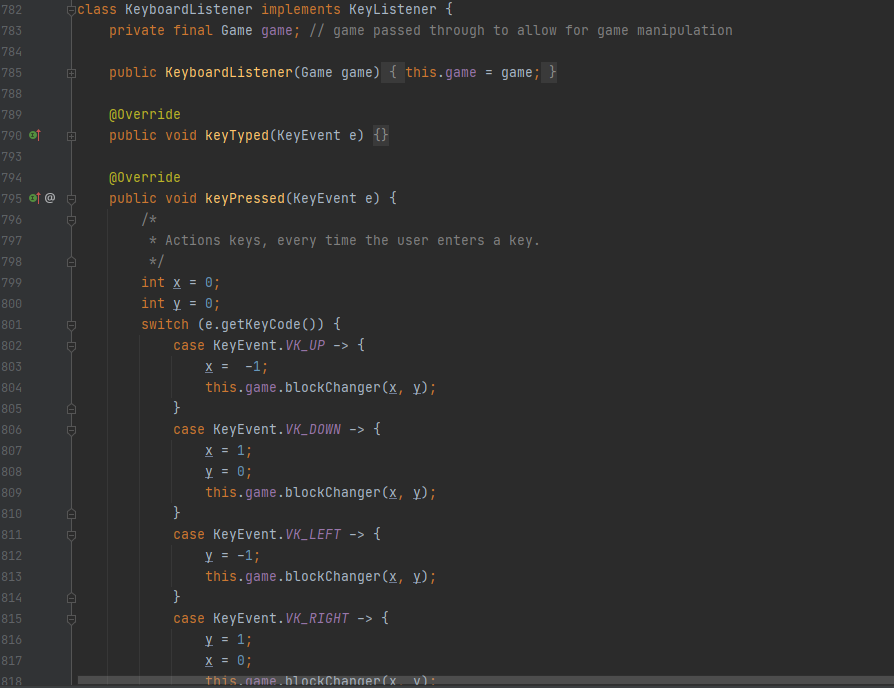 782 class KeyboardListener implements KeyListener {
783 private final Game game; // game passed through to allow for game manipulation
784
785 public KeyboardListener(Game game) { this.game = game; }
788
789 @Override
790 public void keyTyped(KeyEvent e) {}
793
794 @Override
795 @ public void keyPressed(KeyEvent e) {
796 /*
797 * Actions keys, every time the user enters a key.
798 */
799 int x = 0;
800 int y = 0;
801 switch (e.getKeyCode()) {
802 case KeyEvent.VK_UP -> {
803 x =  -1;
804 this.game.blockChanger(x, y);
805 }
806 case KeyEvent.VK_DOWN -> {
807 x = 1;
808 y = 0;
809 this.game.blockChanger(x, y);
810 }
811 case KeyEvent.VK_LEFT -> {
812 y = -1;
813 this.game.blockChanger(x, y);
814 }
815 case KeyEvent.VK_RIGHT -> {
816 y = 1;
817 x = 0;
818 this.game.blockChanger(x, y);